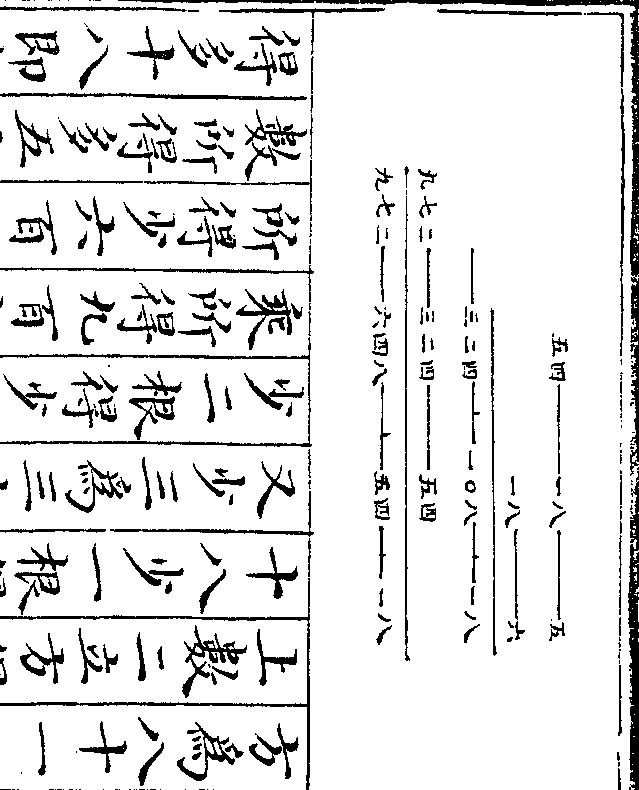 五四——一八——五
一八——六
——三二四—⊥—一〇八—⊥—一八
九七二——三二四——五四
九七二——六四八—⊥—五四—⊥—一八
方爲八十一
上數二立方
十八少一根
又少三爲三
少二根得少
乘所得九百
所得少六百
數所得多五
得多十八即